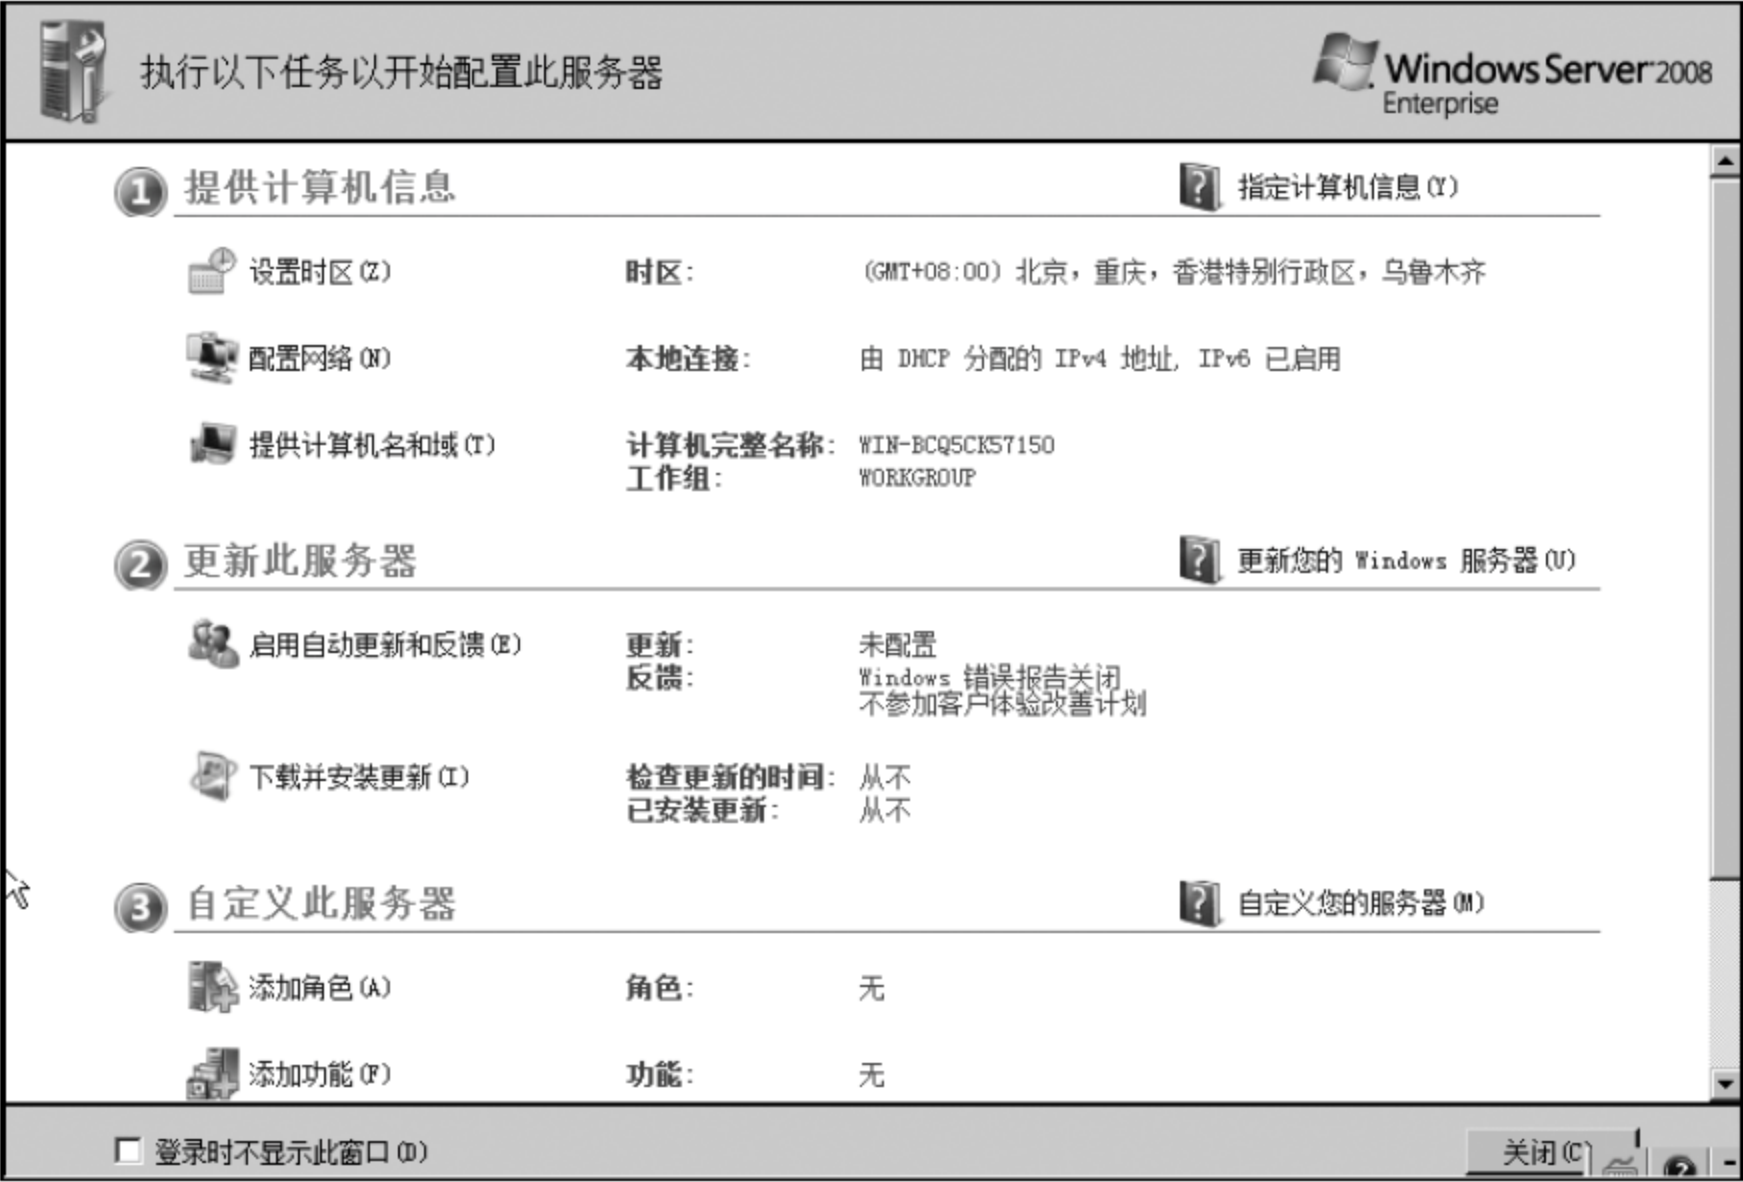 执行以下任务以开始配置此服务器
Windows Server 2008
Enterprise
1 提供计算机信息 指定计算机信息(Y)
设置时区(Z) 时区: (GMT+08:00) 北京，重庆，香港特别行政区，乌鲁木齐
配置网络(N) 本地连接: 由 DHCP 分配的 IPv4 地址, IPv6 已启用
提供计算机名和域(T) 计算机完整名称: WIN-BCQ5CK57150
工作组: WORKGROUP
2 更新此服务器 更新您的 Windows 服务器(U)
启用自动更新和反馈(E) 更新: 未配置
反馈: Windows 错误报告关闭
不参加客户体验改善计划
下载并安装更新(I) 检查更新的时间: 从不
已安装更新: 从不
3 自定义此服务器 自定义您的服务器(M)
添加角色(A) 角色: 无
添加功能(F) 功能: 无
登录时不显示此窗口(D) 关闭(C)